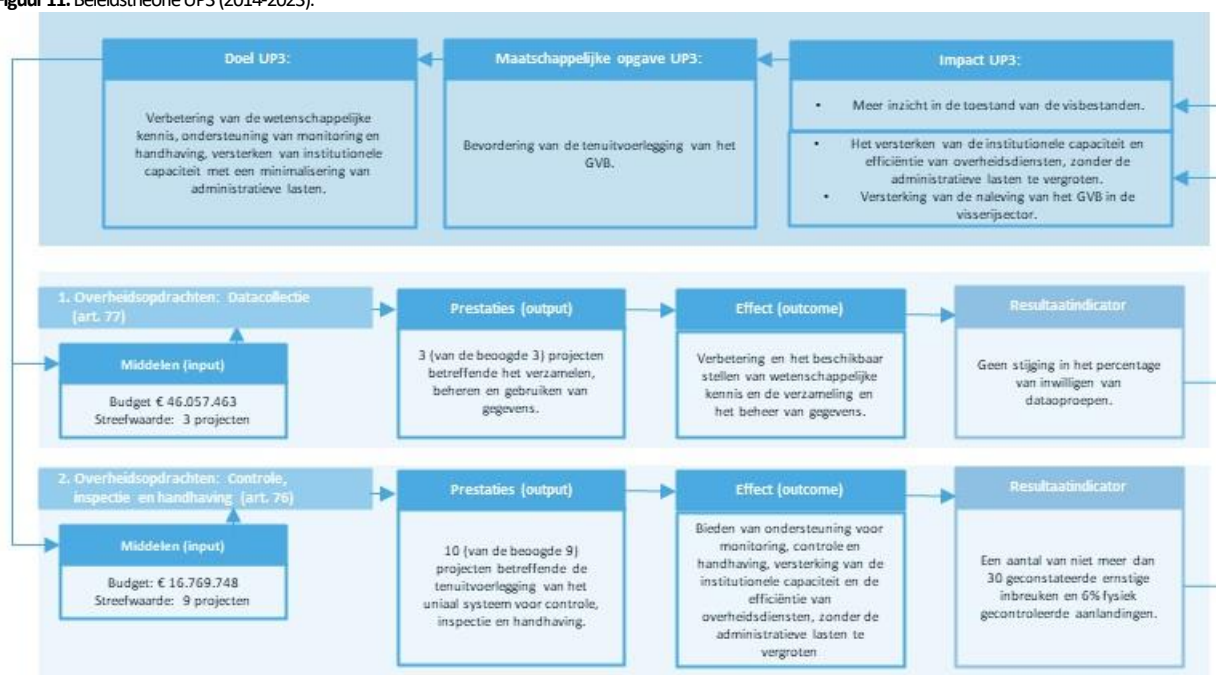 Figuur 11. Beleidstheorie UP3 (2014-2023).
Doel UP3:
Verbetering van de wetenschappelijke
kennis, ondersteuning van monitoring en
handhaving, versterken van institutionele
capaciteit met een minimalisering van
administratieve lasten.
Maatschappelijke opgave UP3:
Bevordering van de tenuitvoerlegging van het
GVB.
Impact UP3:
• Meer inzicht in de toestand van de visbestanden.
• Het versterken van de institutionele capaciteit en
efficiëntie van overheidsdiensten, zonder de
administratieve lasten te vergroten.
• Versterking van de naleving van het GVB in de
visserijsector.
1. Overheidsopdrachten: Datacollectie
(art. 77)
Middelen (input)
Budget € 46.057.463
Streefwaarde: 3 projecten
Prestaties (output)
3 (van de beoogde 3) projecten
betreffende het verzamelen,
beheren en gebruiken van
gegevens.
Effect (outcome)
Verbetering en het beschikbaar
stellen van wetenschappelijke
kennis en de verzameling en
het beheer van gegevens.
Resultaatindicator
Geen stijging in het percentage
van inwilligen van
dataoproepen.
2. Overheidsopdrachten: Controle,
inspectie en handhaving (art. 76)
Middelen (input)
Budget: € 16.769.748
Streefwaarde: 9 projecten
Prestaties (output)
10 (van de beoogde 9)
projecten betreffende de
tenuitvoerlegging van het
uniaal systeem voor controle,
inspectie en handhaving.
Effect (outcome)
Bieden van ondersteuning voor
monitoring, controle en
handhaving, versterking van de
institutionele capaciteit en de
efficiëntie van
overheidsdiensten, zonder de
administratieve lasten te
vergroten
Resultaatindicator
Een aantal van niet meer dan
30 geconstateerde ernstige
inbreuken en 6% fysiek
gecontroleerde aanlandingen.